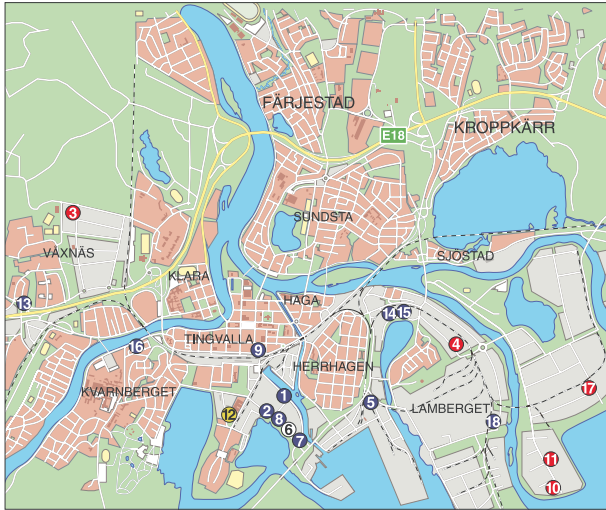 FÄRJESTAD
E18
KROPPKÄRR
3
SUNDSTA
VÄXNÄS
SJÖSTAD
KLARA
HAGA
13
14
15
TINGVALLA
4
16
9
HERRHAGEN
17
KVARNBERGET
1
5
LAMBERGET
12
2
8
18
6
7
11
10